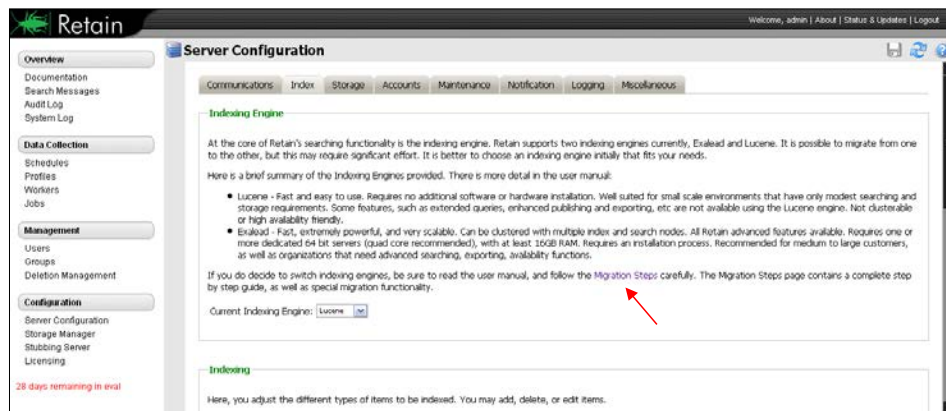 Retain
Welcome, admin | About | Status & Updates | Logout
Overview
Documentation
Search Messages
Audit Log
System Log
Data Collection
Schedules
Profiles
Workers
Jobs
Management
Users
Groups
Deletion Management
Configuration
Server Configuration
Storage Manager
Stubbing Server
Licensing
28 days remaining in eval
Server Configuration
Communications Index Storage Accounts Maintenance Notification Logging Miscellaneous
Indexing Engine
At the core of Retain's searching functionality is the indexing engine. Retain supports two indexing engines currently, Exalead and Lucene. It is possible to migrate from one
to the other, but this may require significant effort. It is better to choose an indexing engine initially that fits your needs.
Here is a brief summary of the Indexing Engines provided. There is more detail in the user manual:
• Lucene - Fast and easy to use. Requires no additional software or hardware installation. Well suited for small scale environments that have only modest searching and
storage requirements. Some features, such as extended queries, enhanced publishing and exporting, etc are not available using the Lucene engine. Not clusterable
or high availability friendly.
• Exalead - Fast, extremely powerful, and very scalable. Can be clustered with multiple index and search nodes. All Retain advanced features available. Requires one or
more dedicated 64 bit servers (quad core recommended), with at least 16GB RAM. Requires an installation process. Recommended for medium to large customers,
as well as organizations that need advanced searching, exporting, availability functions.
If you do decide to switch indexing engines, be sure to read the user manual, and follow the Migration Steps carefully. The Migration Steps page contains a complete step
by step guide, as well as special migration functionality.
Current Indexing Engine: Lucene
Indexing
Here, you adjust the different types of items to be indexed. You may add, delete, or edit items.